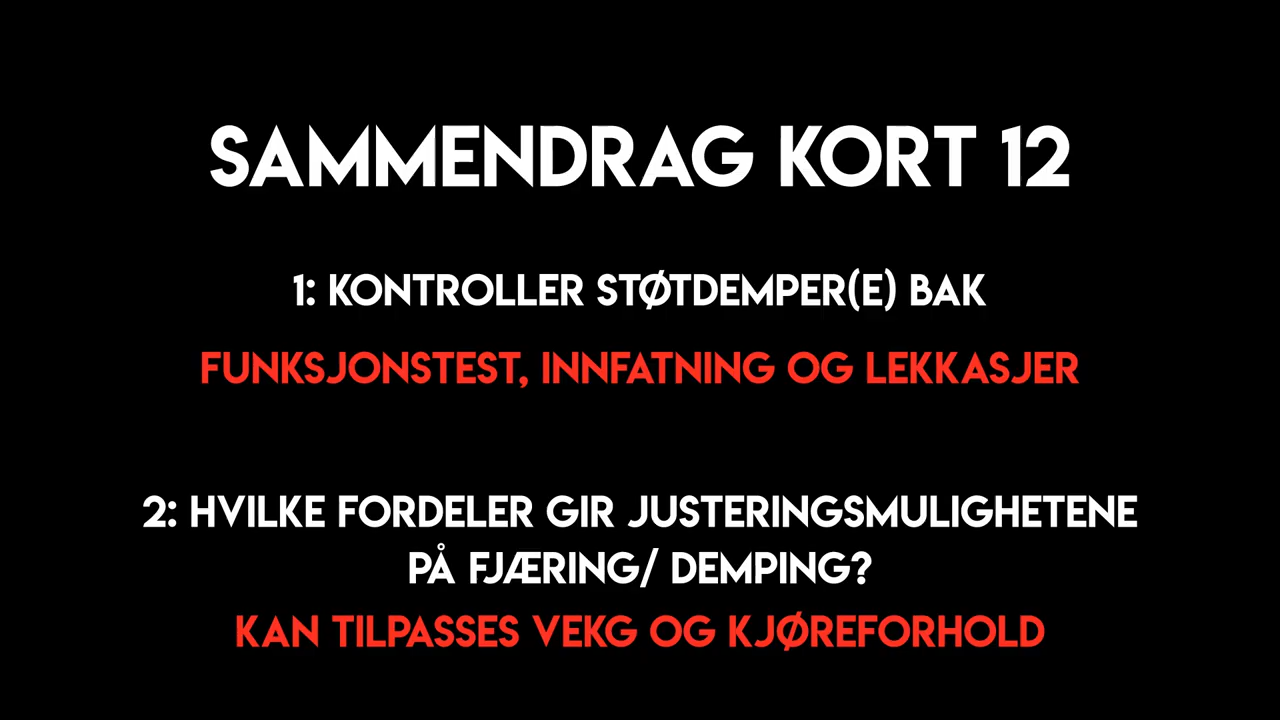 SAMMENDRAG KORT 12
1: KONTROLLER STØTDEMPER(E) BAK
FUNKSJONSTEST, INNFATNING OG LEKKASJER
2: HVILKE FORDELER GIR JUSTERINGSMULIGHETENE
PÅ FJÆRING/ DEMPING?
KAN TILPASSES VEKG OG KJØREFORHOLD